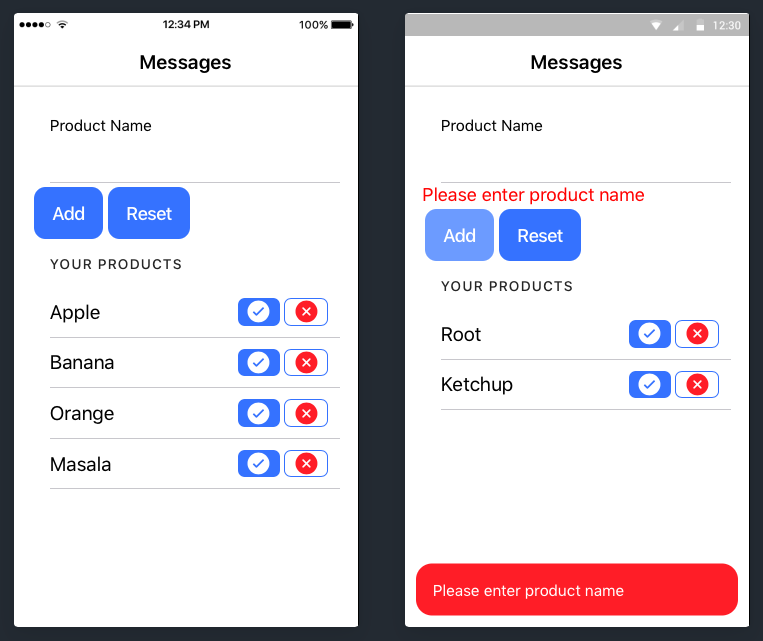 12:34 PM
100%
Messages
Product Name
Add
Reset
YOUR PRODUCTS
Apple
Banana
Orange
Masala
12:30
Messages
Product Name
Please enter product name
Add
Reset
YOUR PRODUCTS
Root
Ketchup
Please enter product name